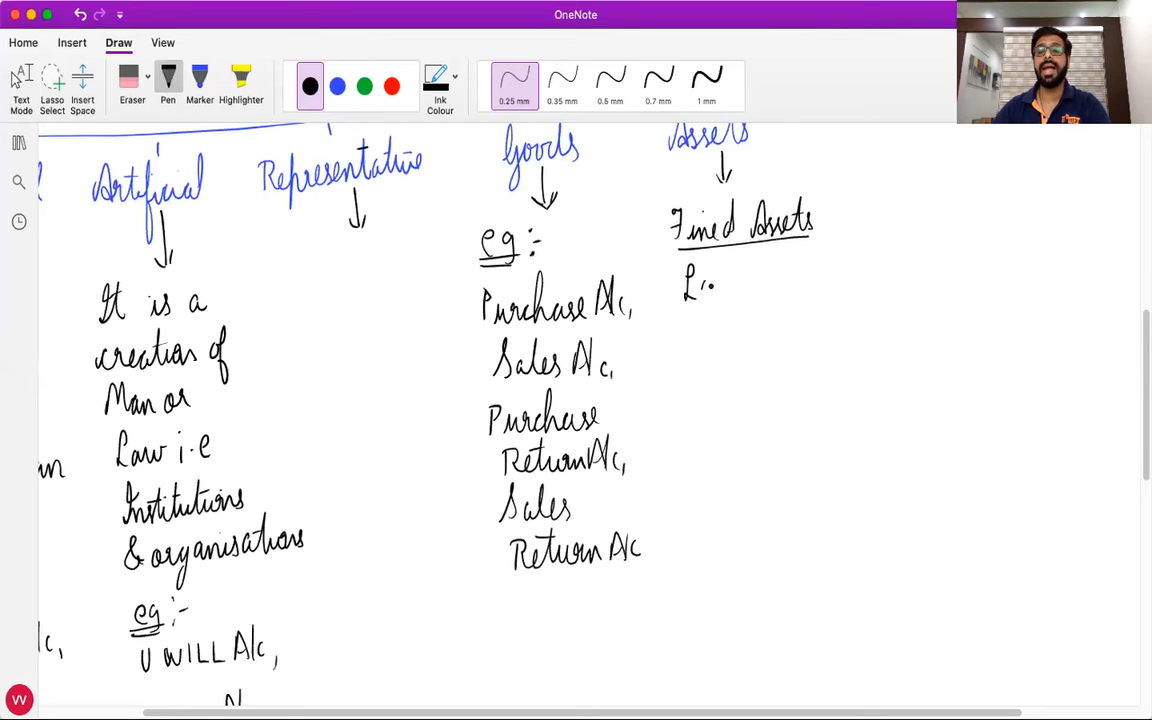 OneNote
Home Insert Draw View
Text Mode
Lasso Select
Insert Space
Eraser
Pen
Marker
Highlighter
Ink Colour
0.25 mm
0.35 mm
0.5 mm
0.7 mm
1 mm
Artificial
It is a
creation of
Man or
Law i.e
Institutions
& organisations
eg:-
U WILL A/c,
Representative
Goods
eg:-
Purchase A/c,
Sales A/c,
Purchase
Return A/c,
Sales
Return A/c
Assets
Fixed Assets
VV